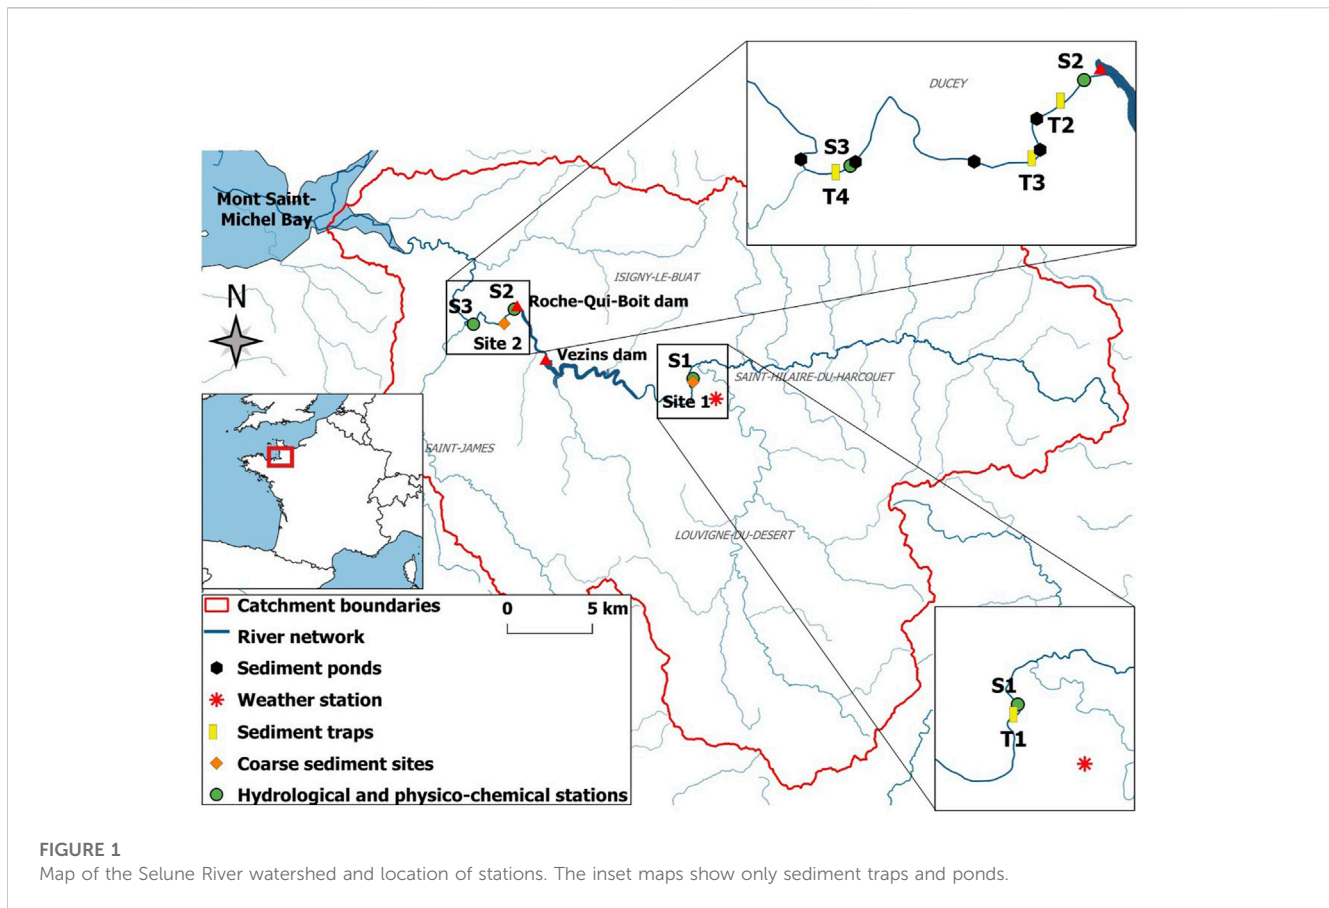 DUCEY
S2
T2
S3
T3
T4
Mont Saint-
Michel Bay
ISIGNY-LE-BUAT
N
S3
S2
Roche-Qui-Boit dam
Site 2
Vezins dam
S1
SAINT-HILAIRE-DU-HARCOUET
Site 1
SAINT-JAMES
LOUVIGNE-DU-DESERT
Catchment boundaries
River network
Sediment ponds
Weather station
Sediment traps
Coarse sediment sites
Hydrological and physico-chemical stations
0 5 km
S1
T1
FIGURE 1
Map of the Selune River watershed and location of stations. The inset maps show only sediment traps and ponds.